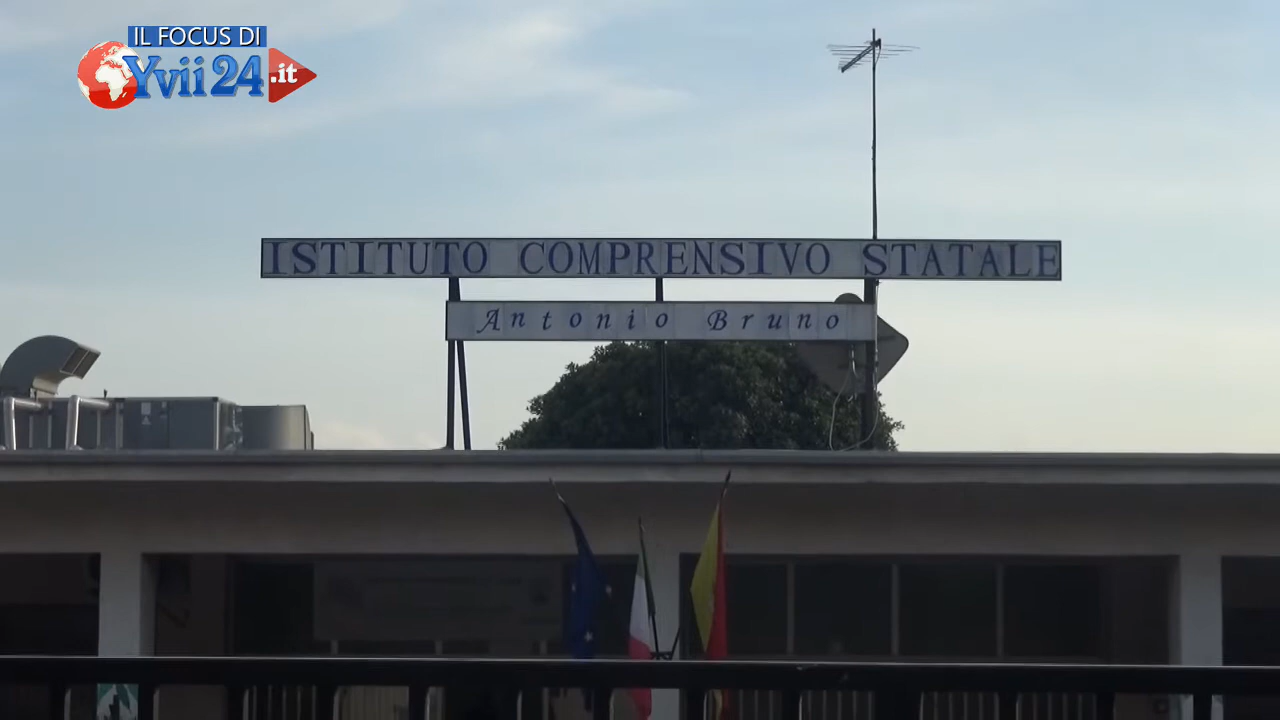 IL FOCUS DI
Yvii24.it
ISTITUTO COMPRENSIVO STATALE
Antonio Bruno